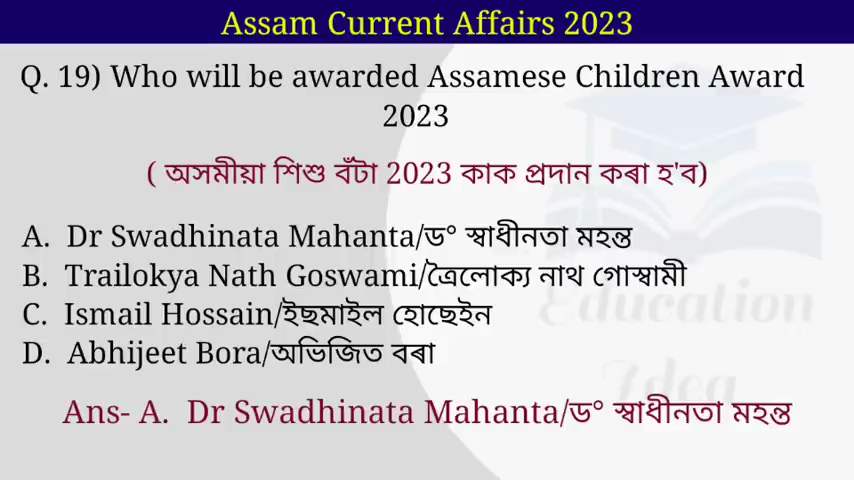 Assam Current Affairs 2023
Q. 19) Who will be awarded Assamese Children Award
2023
( অসমীয়া শিশু বঁটা 2023 কাক প্ৰদান কৰা হ'ব)
A. Dr Swadhinata Mahanta/ড° স্বাধীনতা মহন্ত
B. Trailokya Nath Goswami/ত্ৰৈলোক্য নাথ গোস্বামী
C. Ismail Hossain/ইছমাইল হোছেইন
D. Abhijeet Bora/অভিজিত বৰা
Education
Idea
Ans- A. Dr Swadhinata Mahanta/ড° স্বাধীনতা মহন্ত